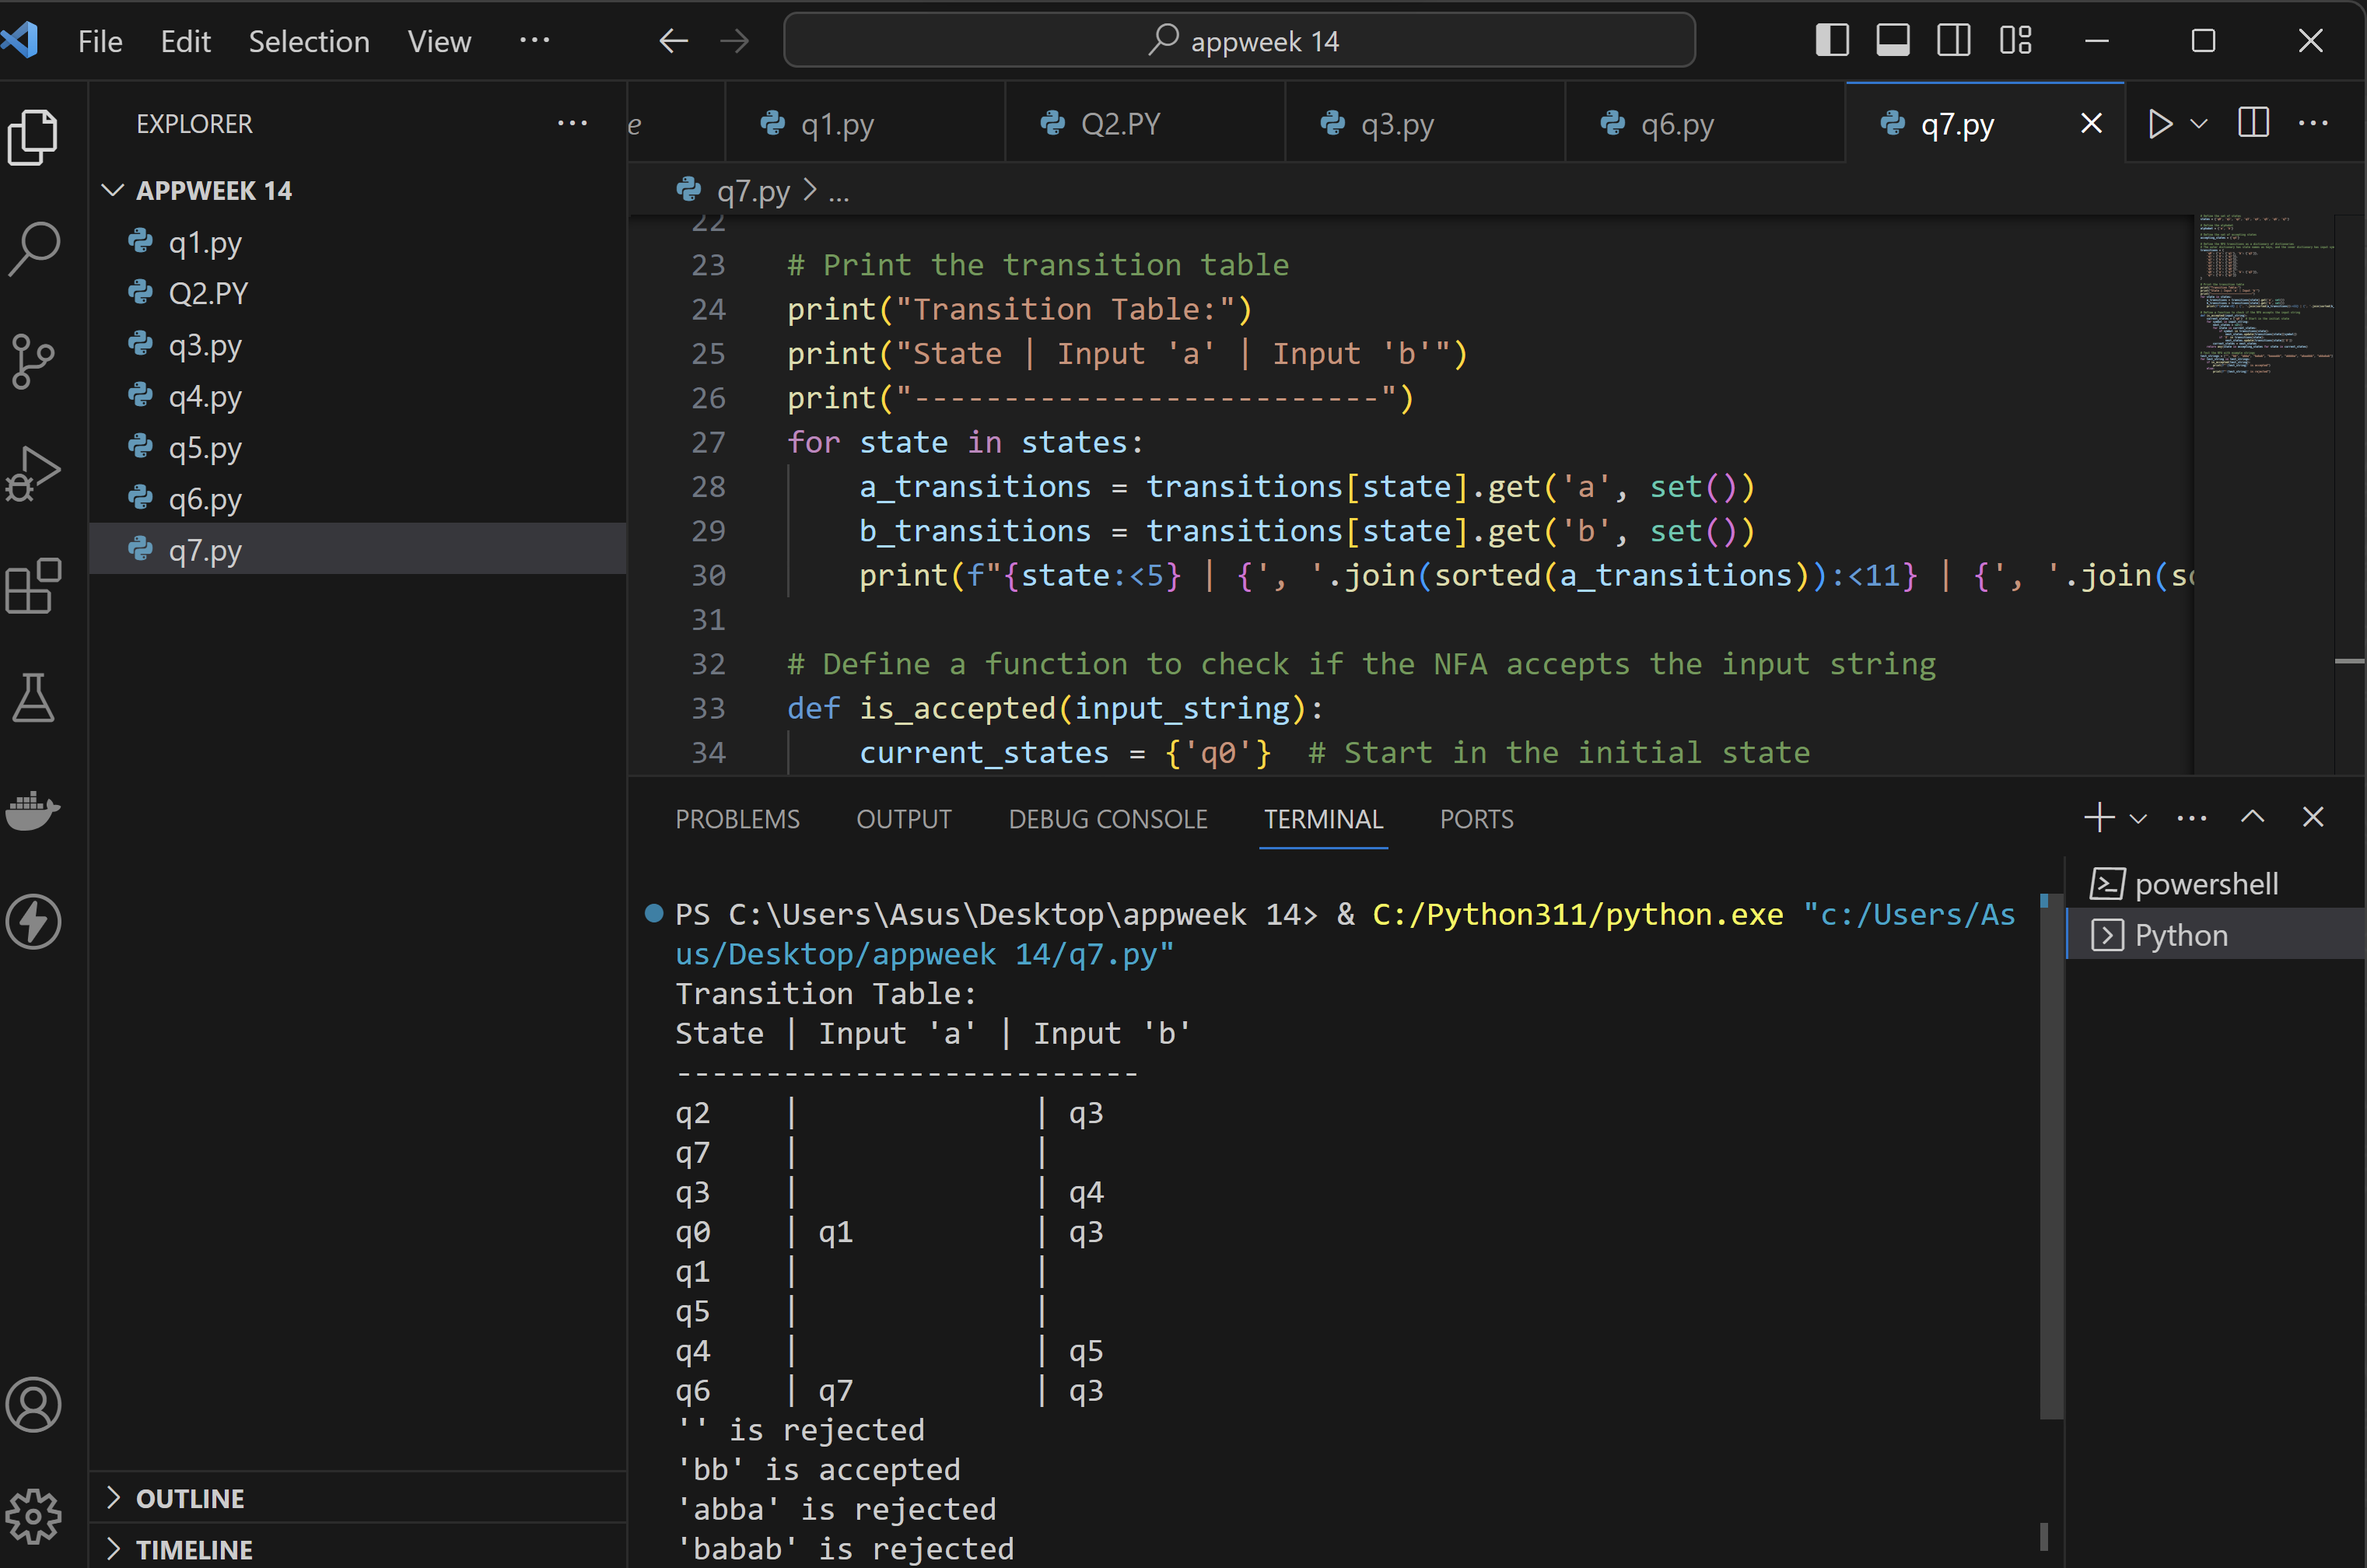 File Edit Selection View ...
appweek 14
EXPLORER ...
APPWEEK 14
q1.py
Q2.PY
q3.py
q4.py
q5.py
q6.py
q7.py
OUTLINE
TIMELINE
e q1.py Q2.PY q3.py q6.py q7.py
q7.py > ...
22
23 # Print the transition table
24 print("Transition Table:")
25 print("State | Input 'a' | Input 'b'")
26 print("--------------------------")
27 for state in states:
28 a_transitions = transitions[state].get('a', set())
29 b_transitions = transitions[state].get('b', set())
30 print(f"{state:<5} | {', '.join(sorted(a_transitions)):<11} | {', '.join(so
31
32 # Define a function to check if the NFA accepts the input string
33 def is_accepted(input_string):
34 current_states = {'q0'} # Start in the initial state
PROBLEMS OUTPUT DEBUG CONSOLE TERMINAL PORTS
powershell
Python
PS C:\Users\Asus\Desktop\appweek 14> & C:/Python311/python.exe "c:/Users/As
us/Desktop/appweek 14/q7.py"
Transition Table:
State | Input 'a' | Input 'b'
--------------------------
q2 | | q3
q7 | |
q3 | | q4
q0 | q1 | q3
q1 | |
q5 | |
q4 | | q5
q6 | q7 | q3
'' is rejected
'bb' is accepted
'abba' is rejected
'babab' is rejected